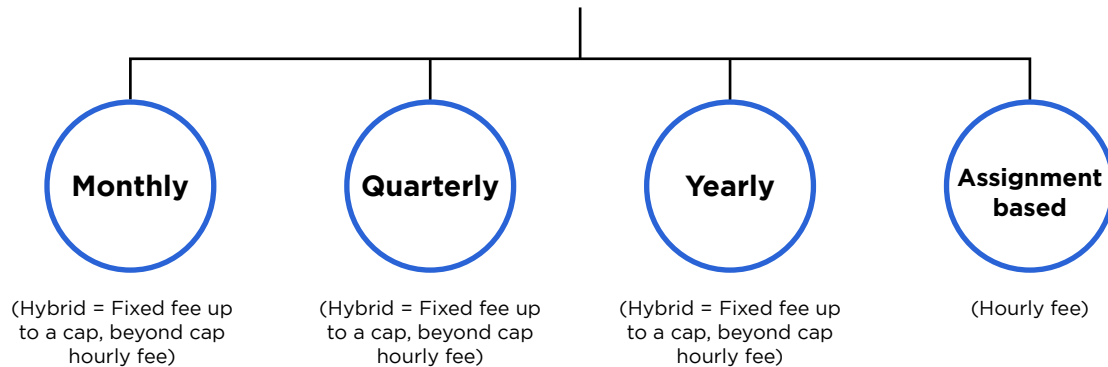 Monthly
(Hybrid = Fixed fee up
to a cap, beyond cap
hourly fee)
Quarterly
(Hybrid = Fixed fee up
to a cap, beyond cap
hourly fee)
Yearly
(Hybrid = Fixed fee up
to a cap, beyond cap
hourly fee)
Assignment
based
(Hourly fee)